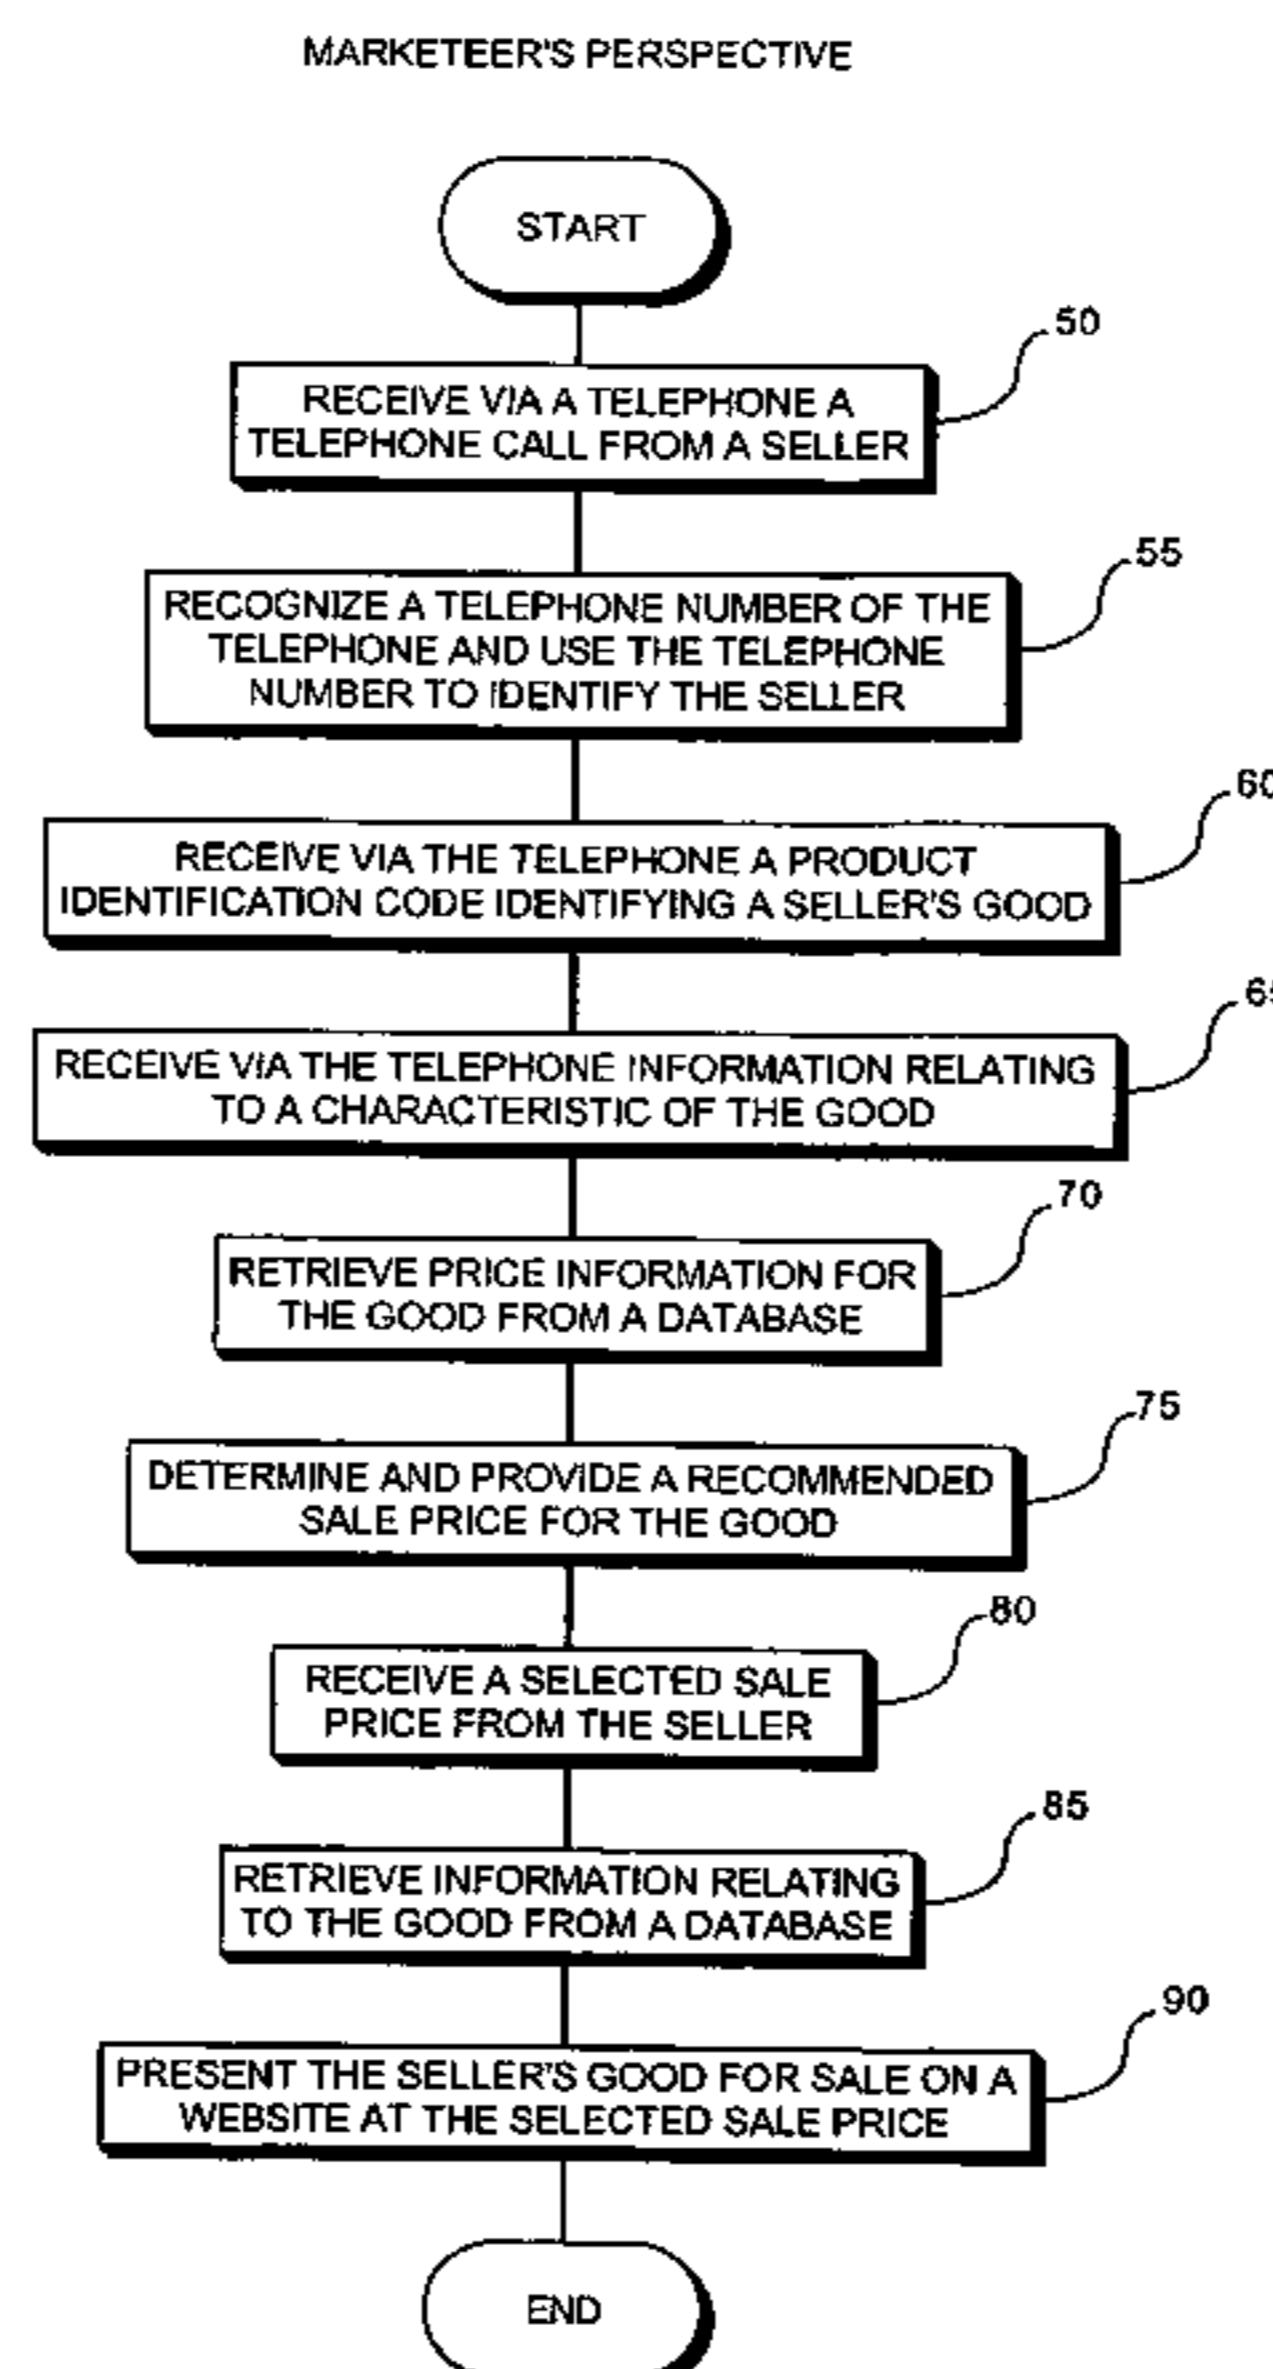 MARKETEER'S PERSPECTIVE
START
50
RECEIVE VIA A TELEPHONE A
TELEPHONE CALL FROM A SELLER
55
RECOGNIZE A TELEPHONE NUMBER OF THE
TELEPHONE AND USE THE TELEPHONE
NUMBER TO IDENTIFY THE SELLER
60
RECEIVE VIA THE TELEPHONE A PRODUCT
IDENTIFICATION CODE IDENTIFYING A SELLER'S GOOD
65
RECEIVE VIA THE TELEPHONE INFORMATION RELATING
TO A CHARACTERISTIC OF THE GOOD
70
RETRIEVE PRICE INFORMATION FOR
THE GOOD FROM A DATABASE
75
DETERMINE AND PROVIDE A RECOMMENDED
SALE PRICE FOR THE GOOD
80
RECEIVE A SELECTED SALE
PRICE FROM THE SELLER
85
RETRIEVE INFORMATION RELATING
TO THE GOOD FROM A DATABASE
90
PRESENT THE SELLER'S GOOD FOR SALE ON A
WEBSITE AT THE SELECTED SALE PRICE
END